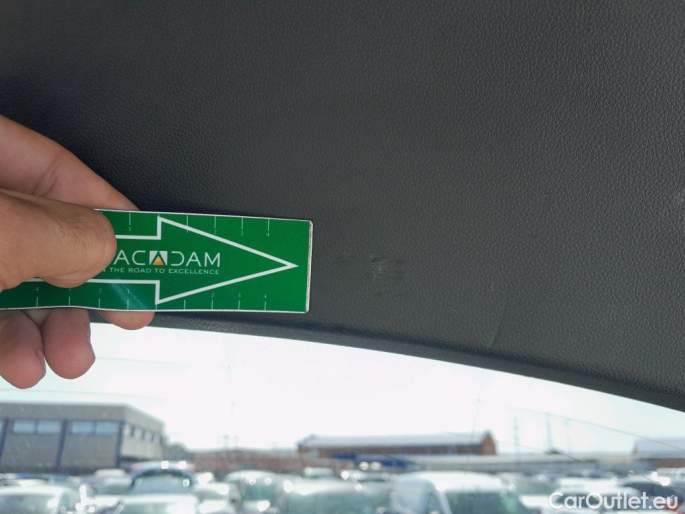 ACADAM
N THE ROAD TO EXCELLENCE
CarOutlet.eu